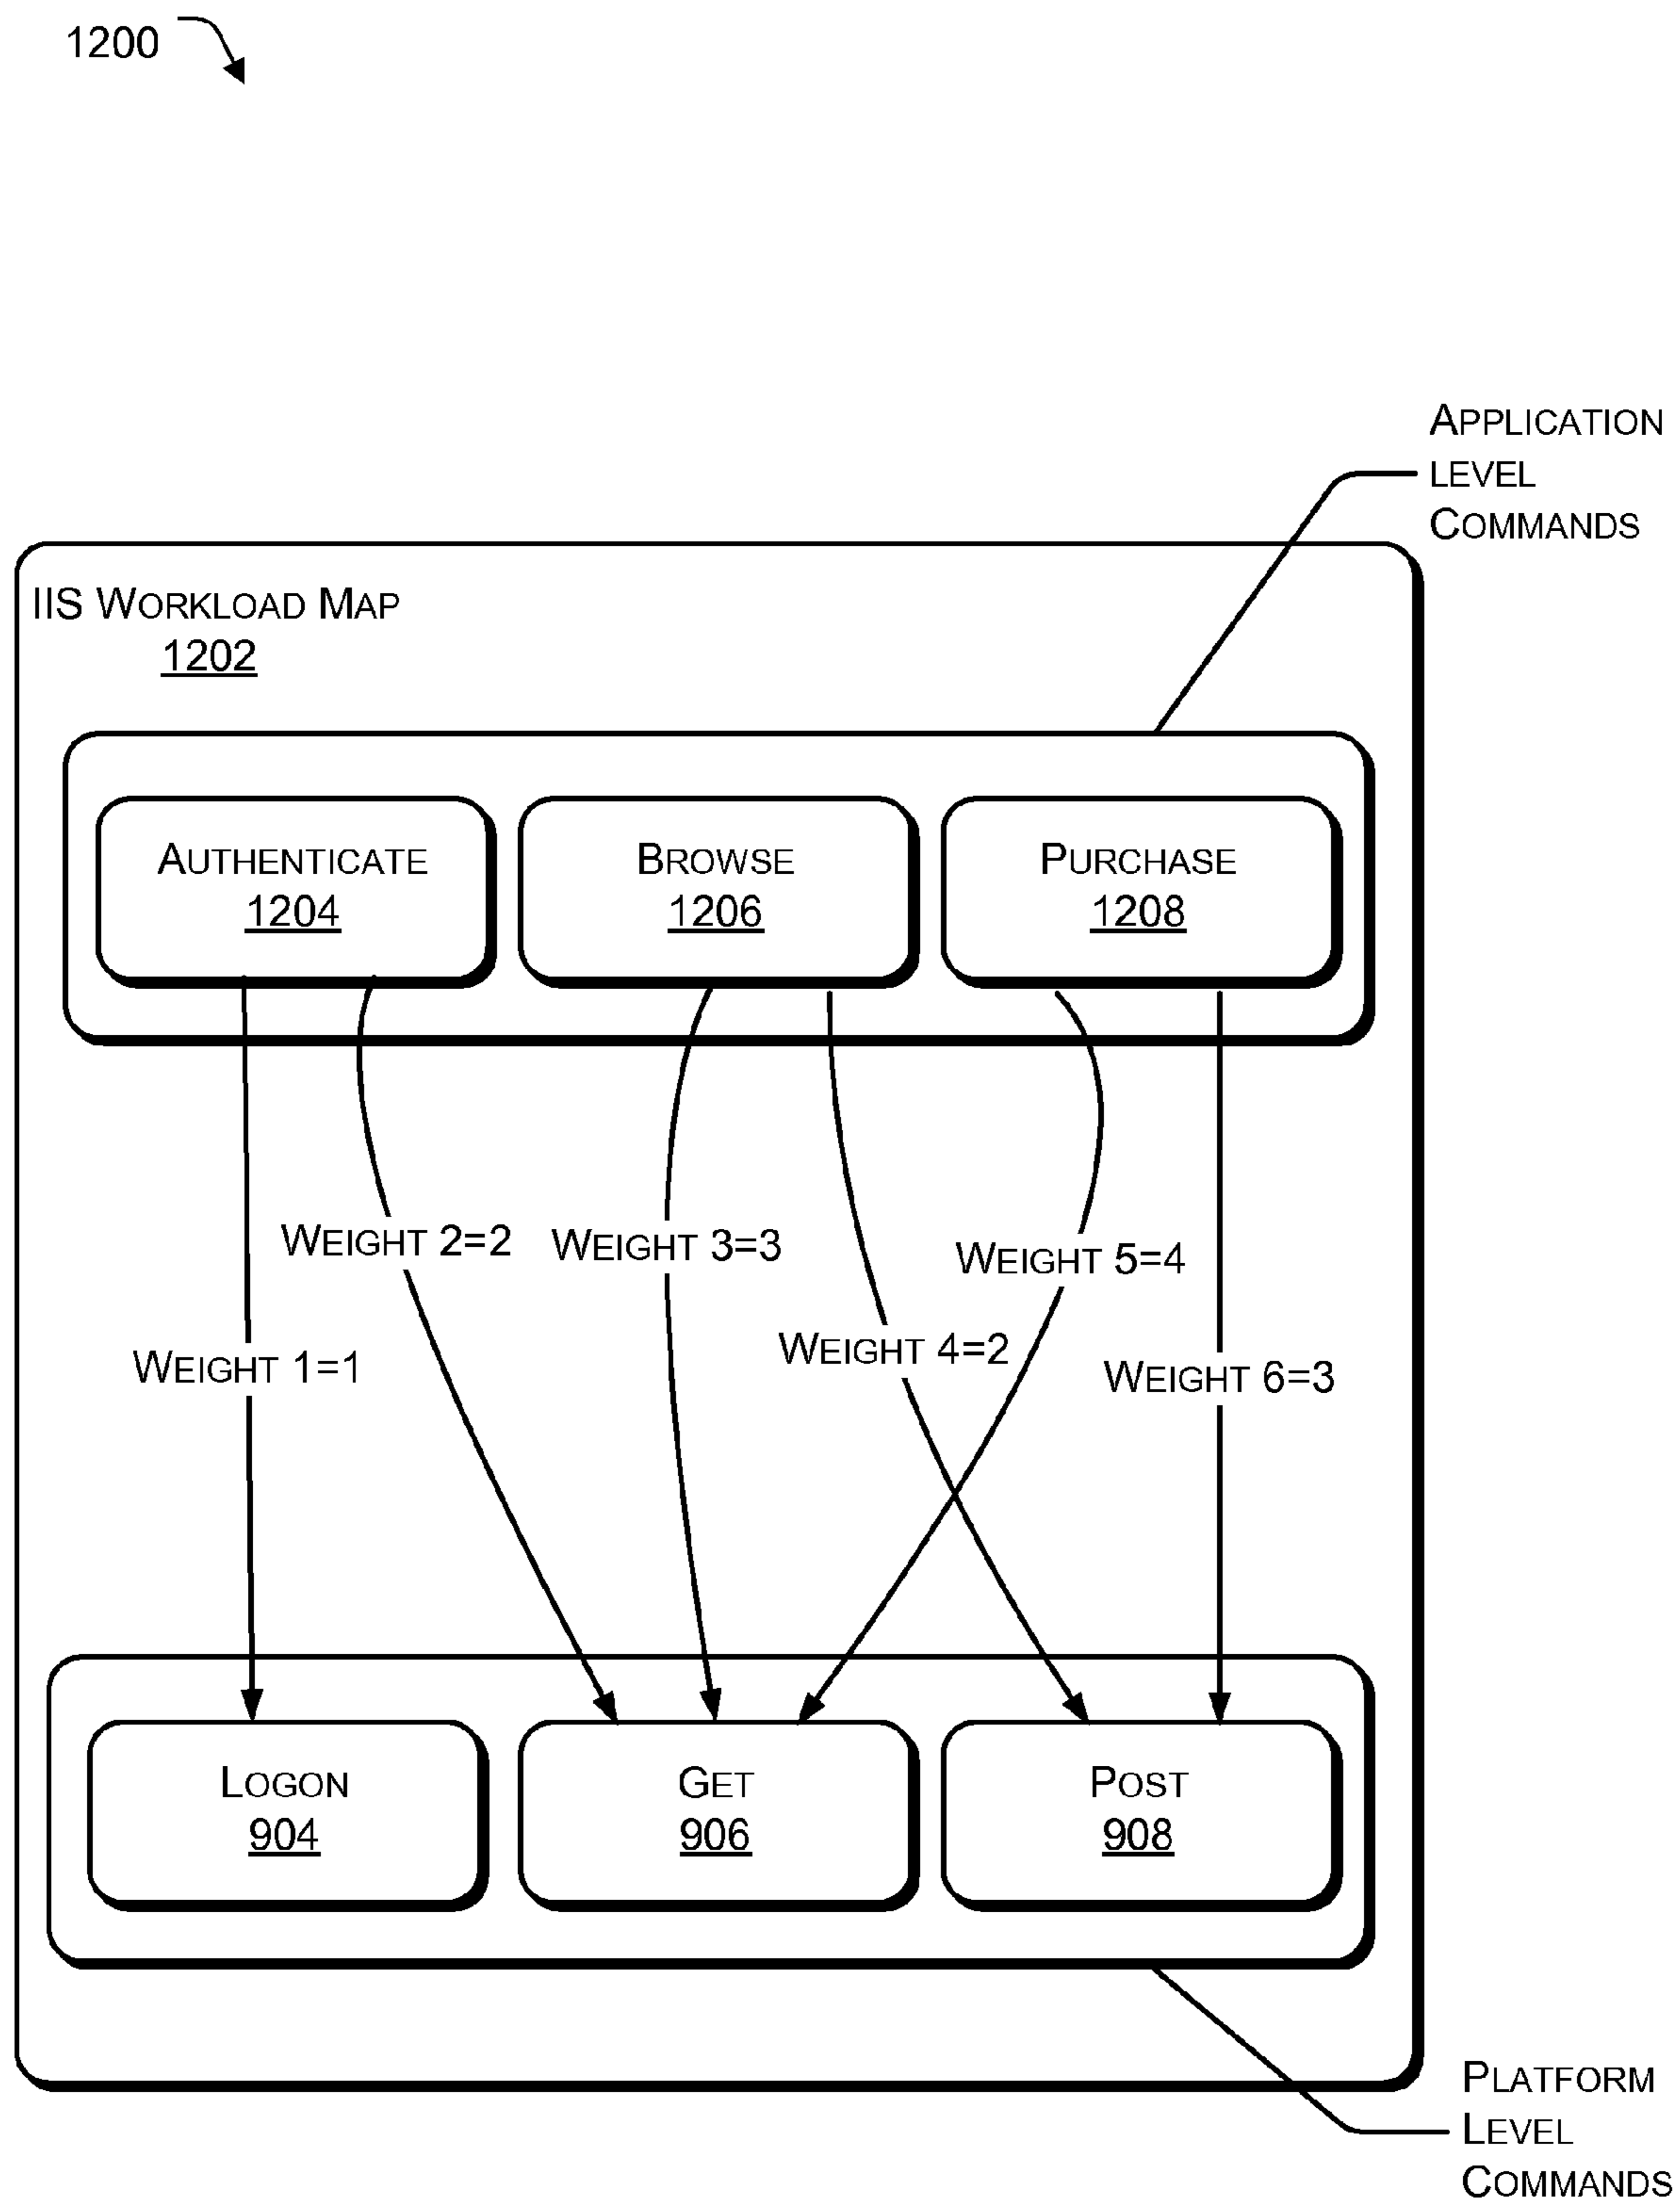 1200
APPLICATION
LEVEL
COMMANDS
IIS WORKLOAD MAP
1202
AUTHENTICATE
1204
BROWSE
1206
PURCHASE
1208
WEIGHT 2=2
WEIGHT 3=3
WEIGHT 5=4
WEIGHT 4=2
WEIGHT 1=1
WEIGHT 6=3
LOGON
904
GET
906
POST
908
PLATFORM
LEVEL
COMMANDS